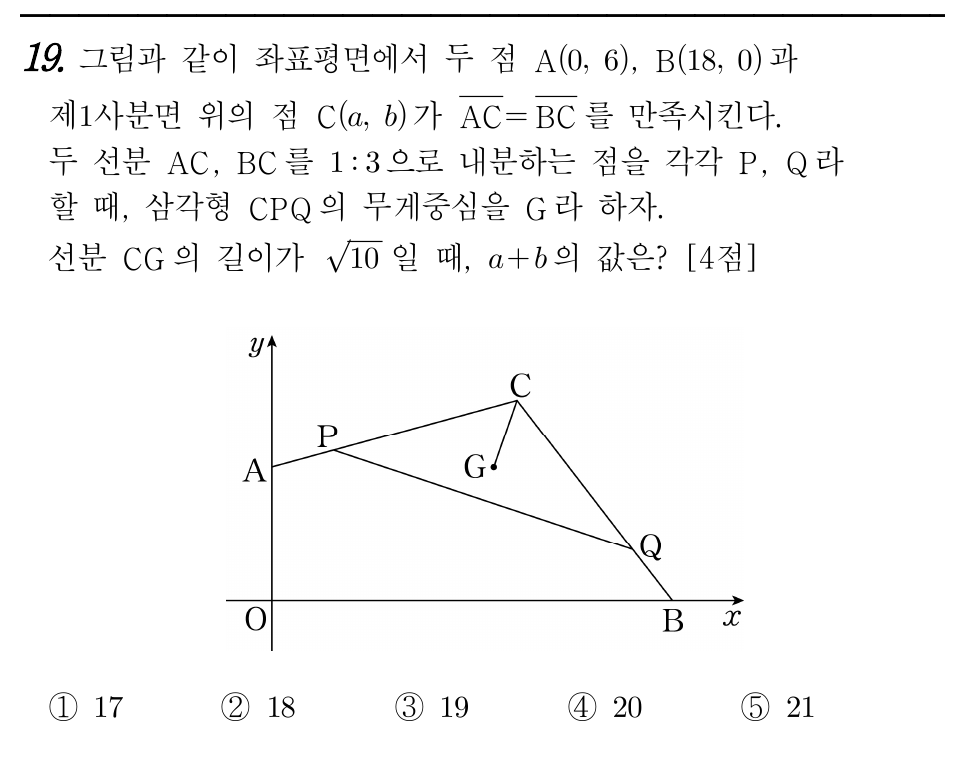 19. 그림과 같이 좌표평면에서 두 점 A(0, 6), B(18, 0)과
제1사분면 위의 점 C(a, b)가 \overline{AC}=\overline{BC}를 만족시킨다.
두 선분 AC, BC를 1:3으로 내분하는 점을 각각 P, Q라
할 때, 삼각형 CPQ의 무게중심을 G라 하자.
선분 CG의 길이가 √10일 때, a+b의 값은? [4점]
y
C
P
A
G
Q
O
B
x
① 17 ② 18 ③ 19 ④ 20 ⑤ 21